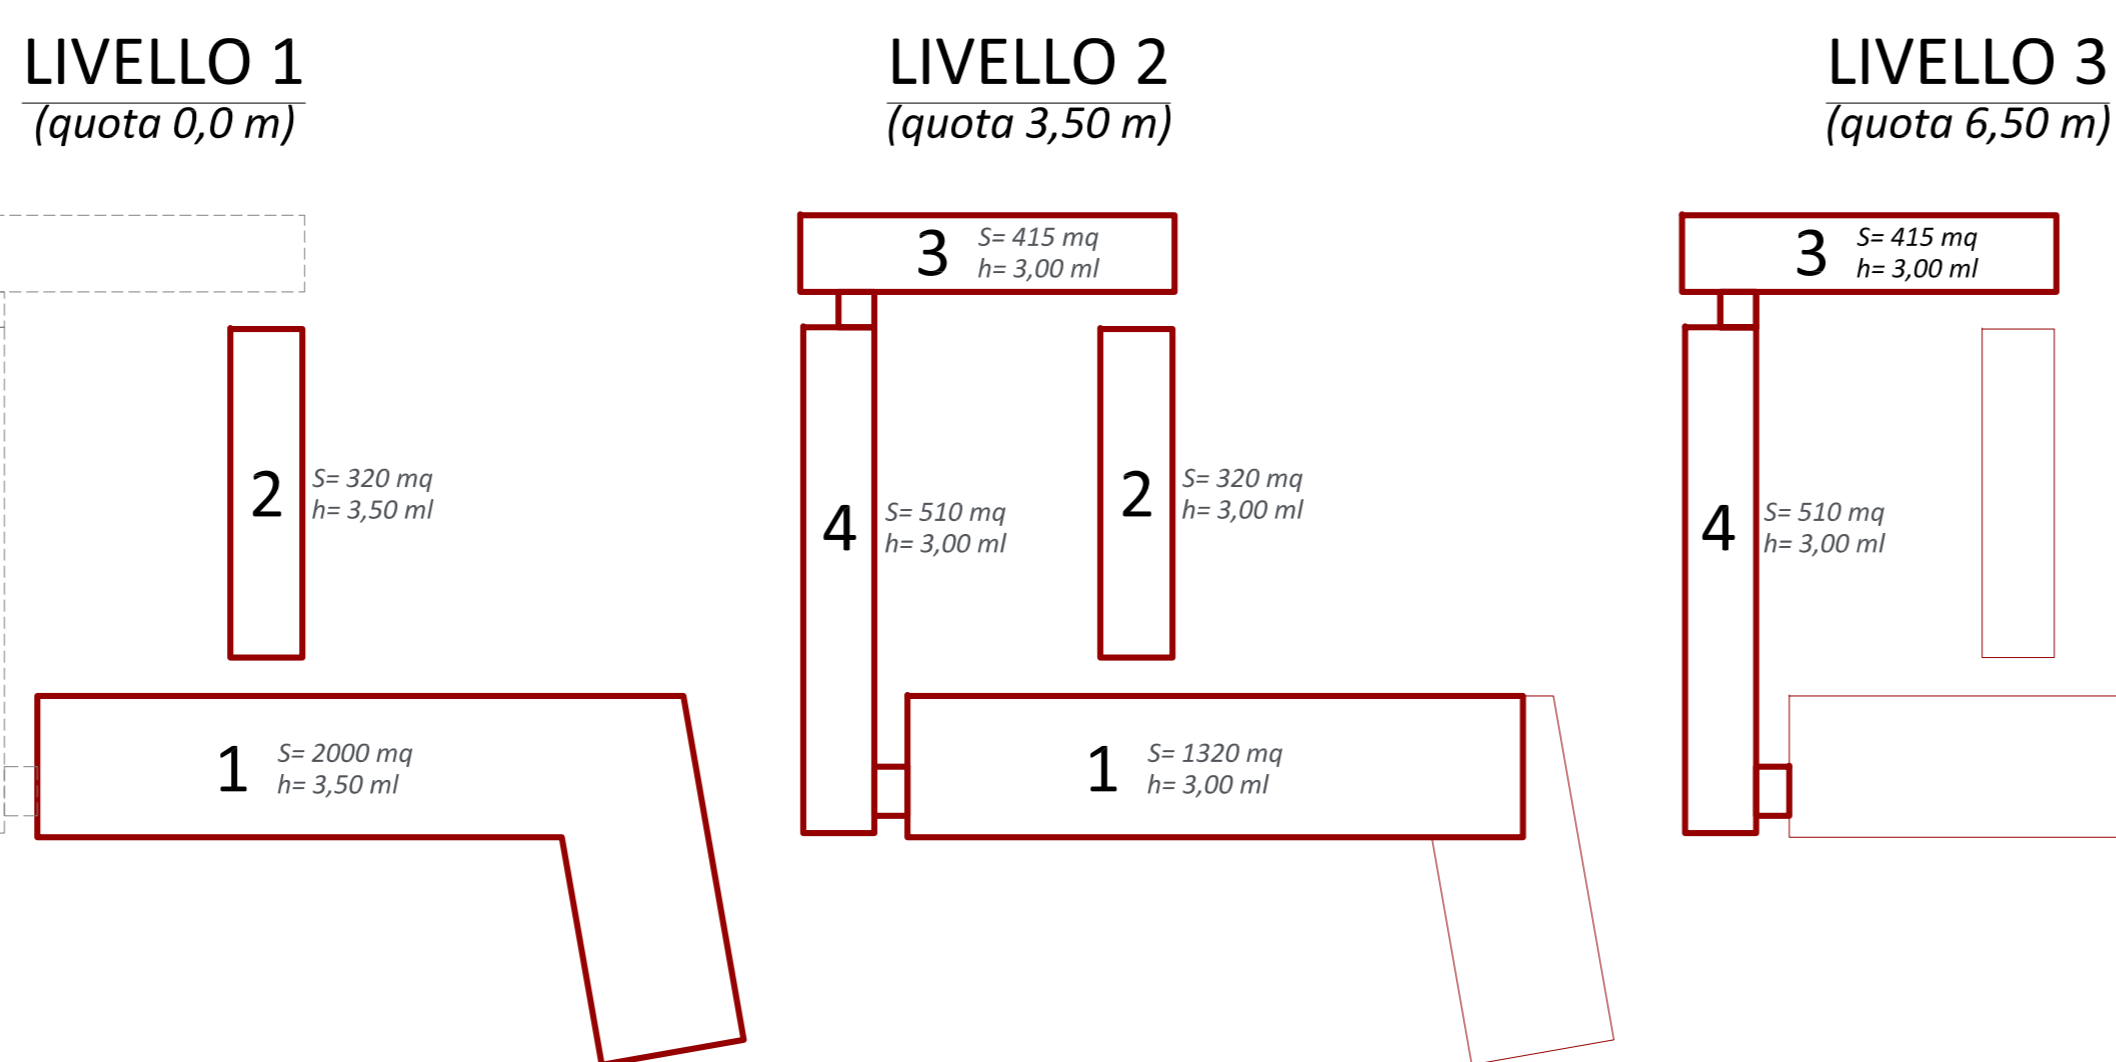 LIVELLO 1
(quota 0,0 m)
LIVELLO 2
(quota 3,50 m)
LIVELLO 3
(quota 6,50 m)
2
S= 320 mq
h= 3,50 ml
1
S= 2000 mq
h= 3,50 ml
3
S= 415 mq
h= 3,00 ml
4
S= 510 mq
h= 3,00 ml
2
S= 320 mq
h= 3,00 ml
1
S= 1320 mq
h= 3,00 ml
3
S= 415 mq
h= 3,00 ml
4
S= 510 mq
h= 3,00 ml